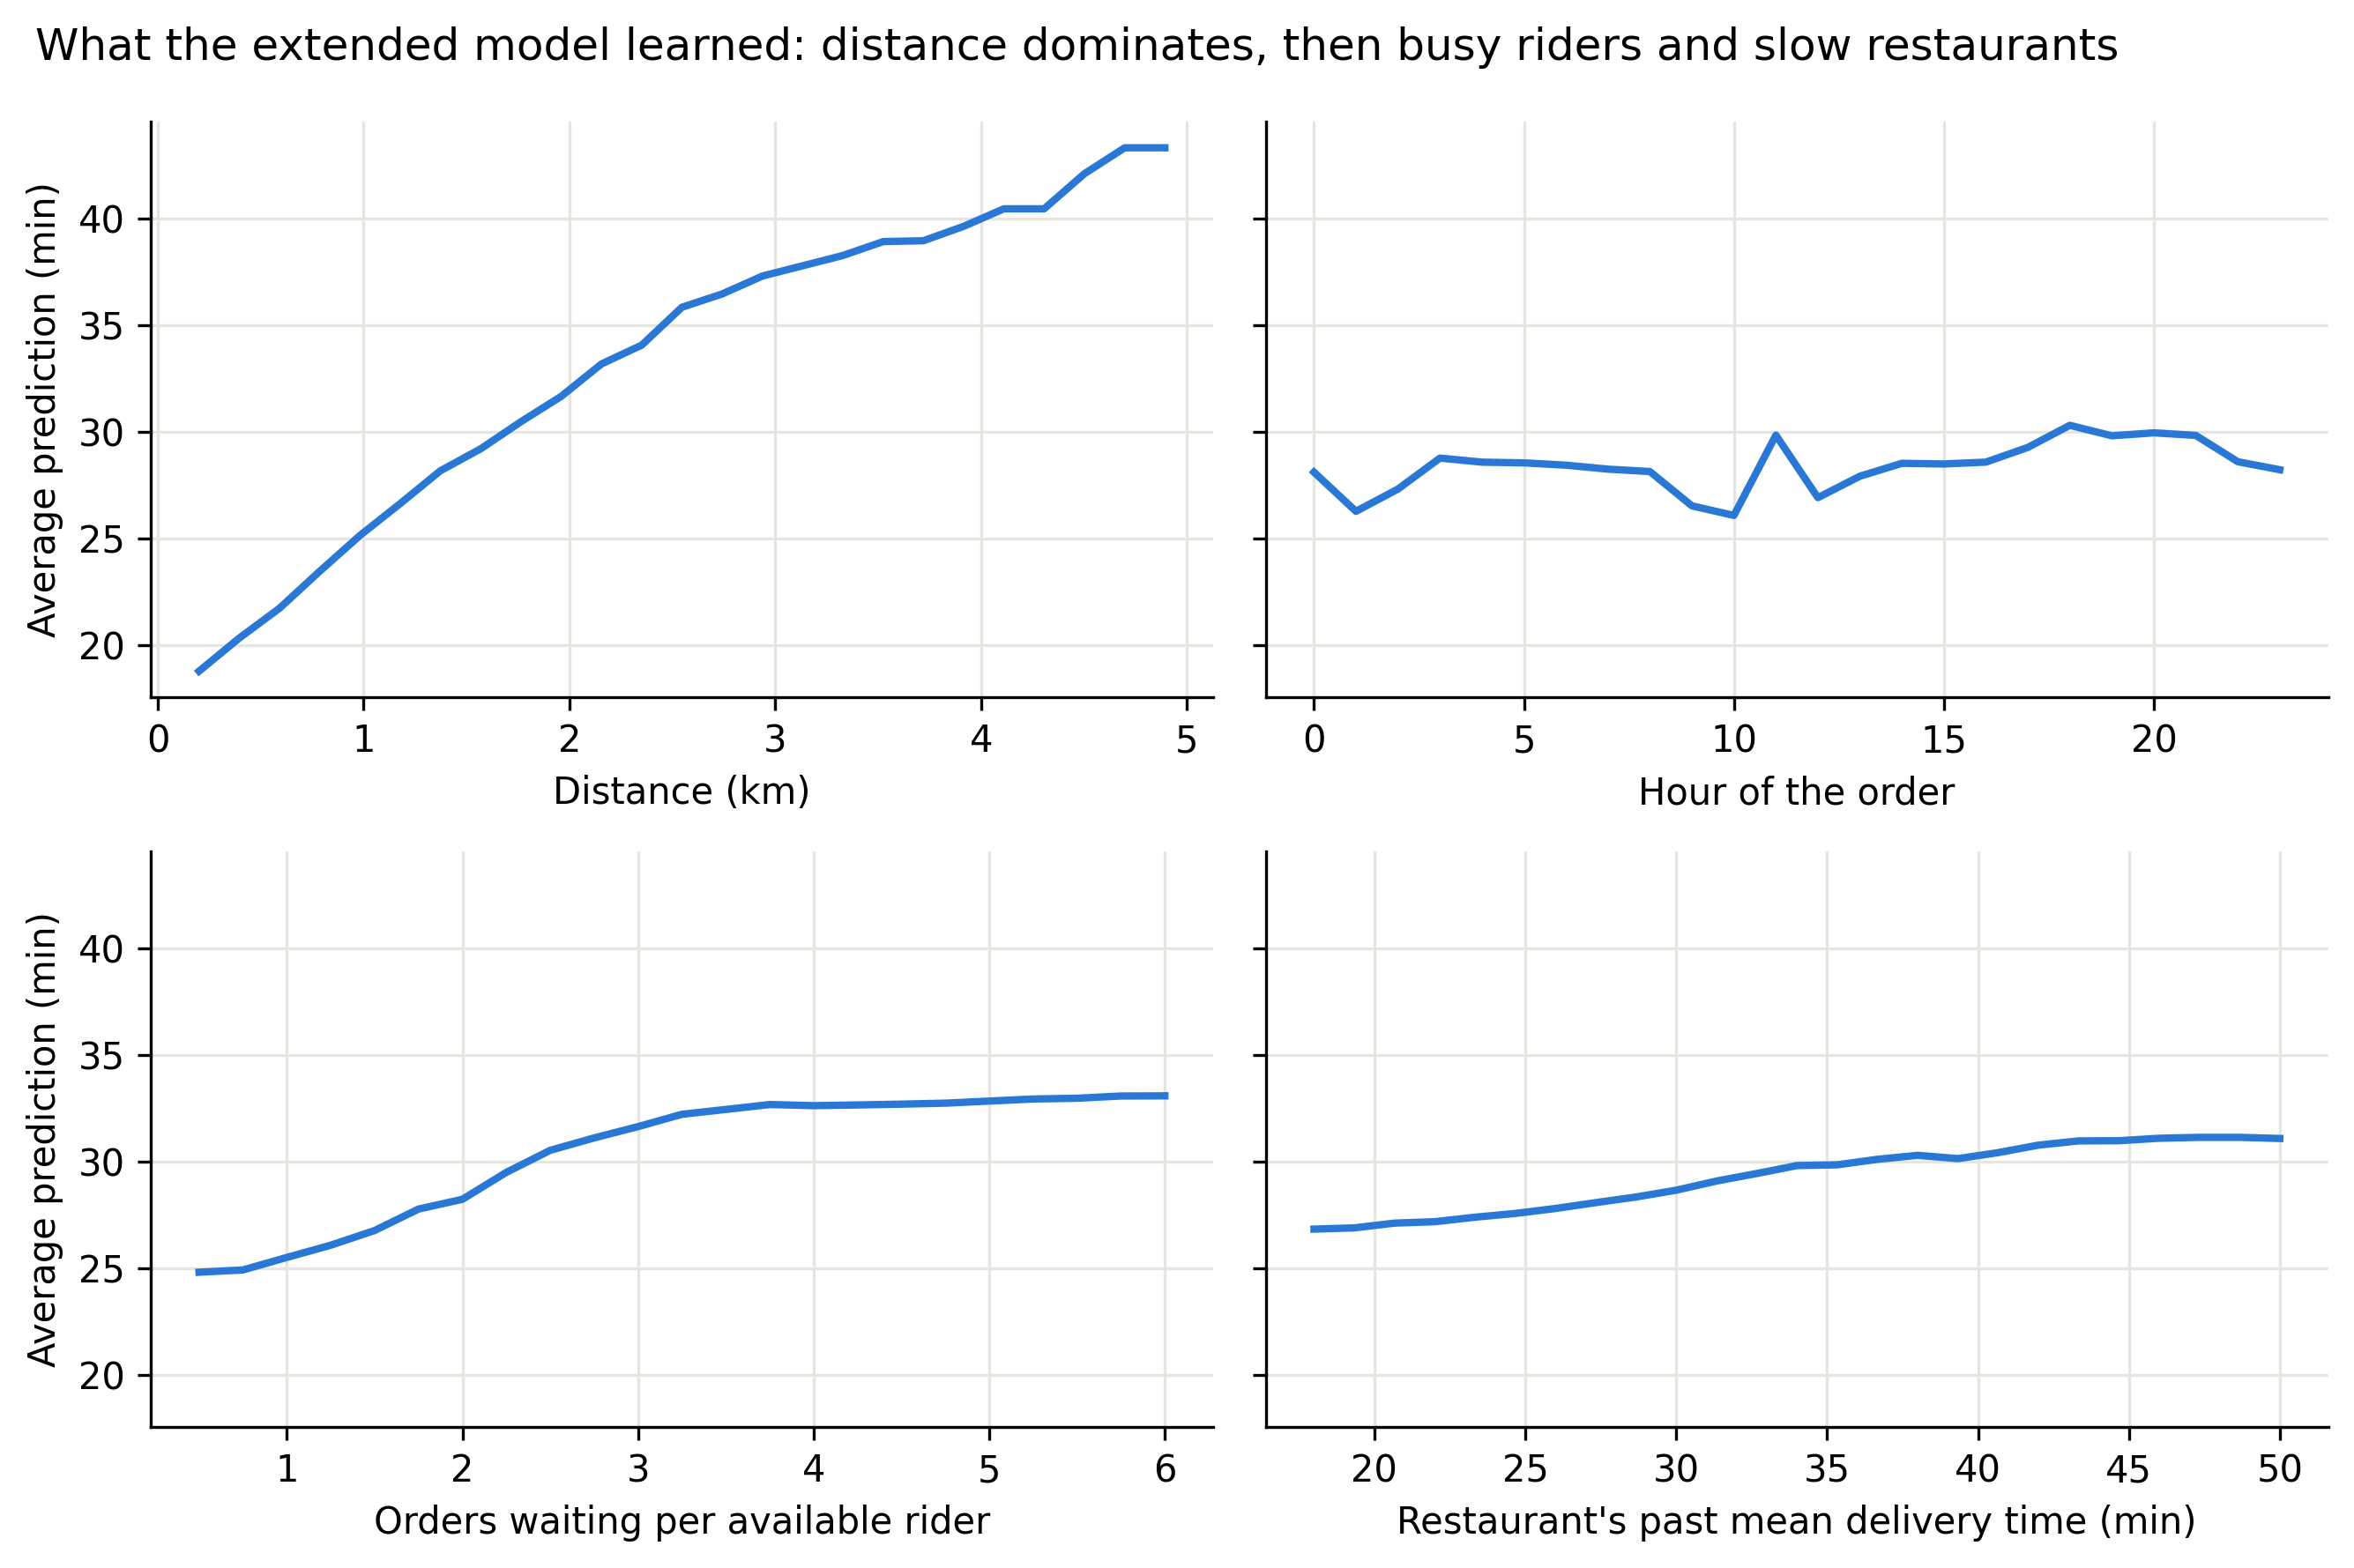 What the extended model learned: distance dominates, then busy riders and slow restaurants
Average prediction (min)
40
35
30
25
20
0 1 2 3 4 5
Distance (km)
0 5 10 15 20
Hour of the order
Average prediction (min)
40
35
30
25
20
1 2 3 4 5 6
Orders waiting per available rider
20 25 30 35 40 45 50
Restaurant's past mean delivery time (min)